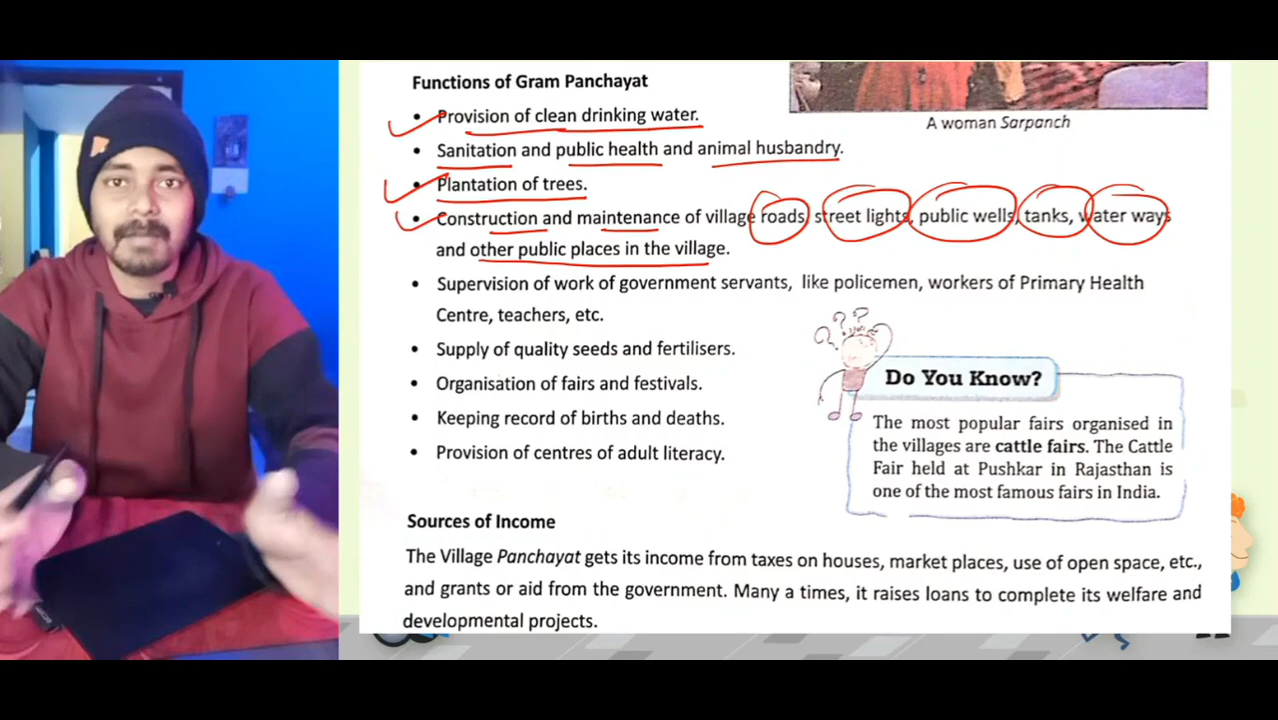 Functions of Gram Panchayat
• Provision of clean drinking water.
A woman Sarpanch
• Sanitation and public health and animal husbandry.
• Plantation of trees.
• Construction and maintenance of village roads, street lights, public wells, tanks, water ways
and other public places in the village.
• Supervision of work of government servants, like policemen, workers of Primary Health
Centre, teachers, etc.
• Supply of quality seeds and fertilisers.
• Organisation of fairs and festivals.
• Keeping record of births and deaths.
• Provision of centres of adult literacy.
? ? ?
Do You Know?
The most popular fairs organised in
the villages are cattle fairs. The Cattle
Fair held at Pushkar in Rajasthan is
one of the most famous fairs in India.
Sources of Income
The Village Panchayat gets its income from taxes on houses, market places, use of open space, etc.,
and grants or aid from the government. Many a times, it raises loans to complete its welfare and
developmental projects.